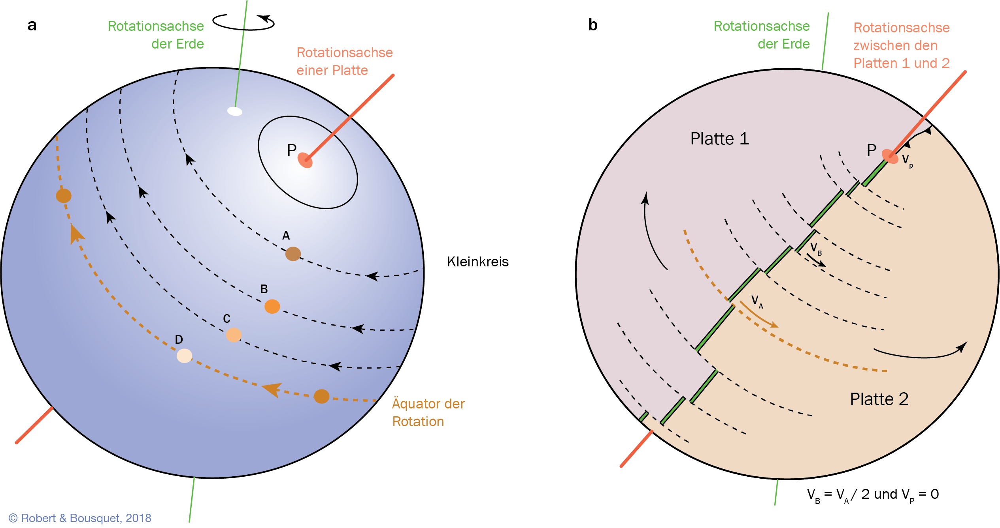 a
Rotationsachse
der Erde
Rotationsachse
einer Platte
P
A
B
C
D
Kleinkreis
Äquator der
Rotation
© Robert & Bousquet, 2018
b
Rotationsachse
der Erde
Rotationsachse
zwischen den
Platten 1 und 2
Platte 1
P
Vp
VB
VA
Platte 2
VB = VA / 2 und VP = 0